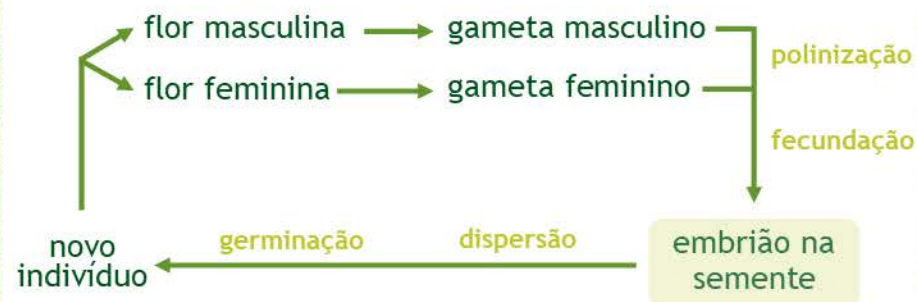 flor masculina
gameta masculino
polinização
flor feminina
gameta feminino
fecundação
novo
indivíduo
germinação
dispersão
embrião na
semente